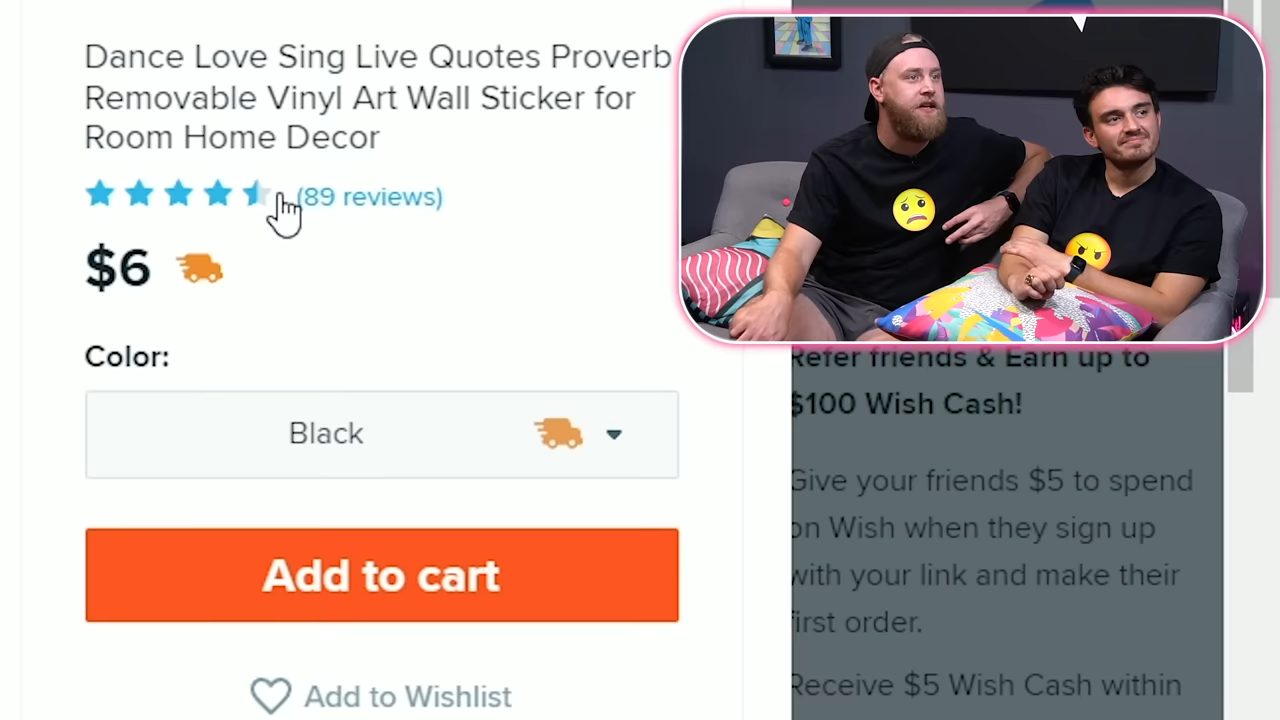 Dance Love Sing Live Quotes Proverb
Removable Vinyl Art Wall Sticker for
Room Home Decor
(89 reviews)
$6
Color:
Black
Add to cart
Add to Wishlist
Refer friends & Earn up to
$100 Wish Cash!
Give your friends $5 to spend
on Wish when they sign up
with your link and make their
first order.
Receive $5 Wish Cash within